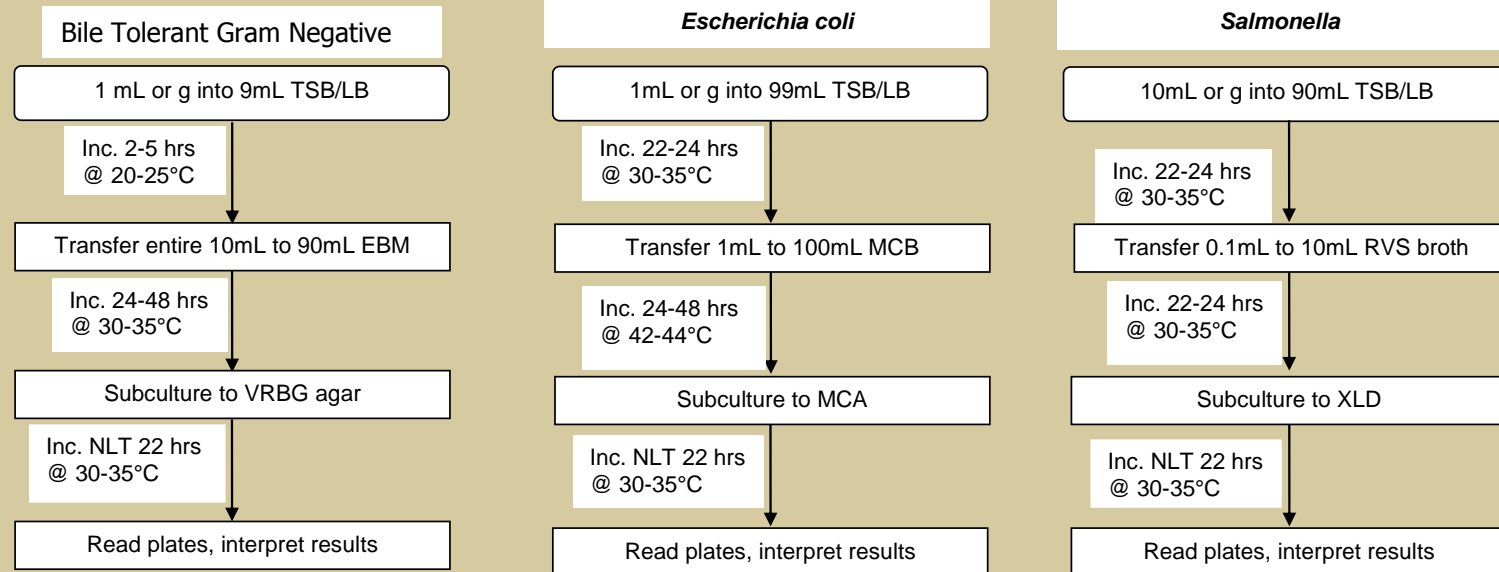 Bile Tolerant Gram Negative
1 mL or g into 9mL TSB/LB
Inc. 2-5 hrs
@ 20-25°C
Transfer entire 10mL to 90mL EBM
Inc. 24-48 hrs
@ 30-35°C
Subculture to VRBG agar
Inc. NLT 22 hrs
@ 30-35°C
Read plates, interpret results
Escherichia coli
1mL or g into 99mL TSB/LB
Inc. 22-24 hrs
@ 30-35°C
Transfer 1mL to 100mL MCB
Inc. 24-48 hrs
@ 42-44°C
Subculture to MCA
Inc. NLT 22 hrs
@ 30-35°C
Read plates, interpret results
Salmonella
10mL or g into 90mL TSB/LB
Inc. 22-24 hrs
@ 30-35°C
Transfer 0.1mL to 10mL RVS broth
Inc. 22-24 hrs
@ 30-35°C
Subculture to XLD
Inc. NLT 22 hrs
@ 30-35°C
Read plates, interpret results